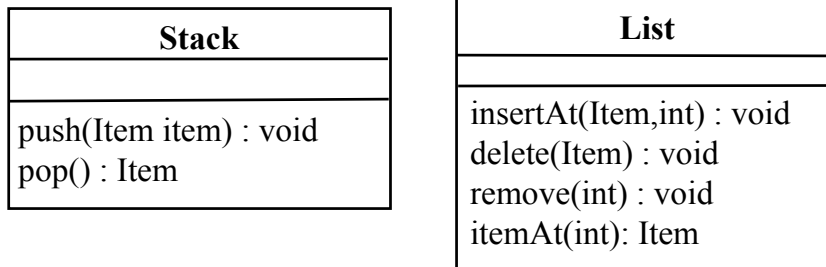 Stack
push(Item item) : void
pop() : Item
List
insertAt(Item,int) : void
delete(Item) : void
remove(int) : void
itemAt(int): Item